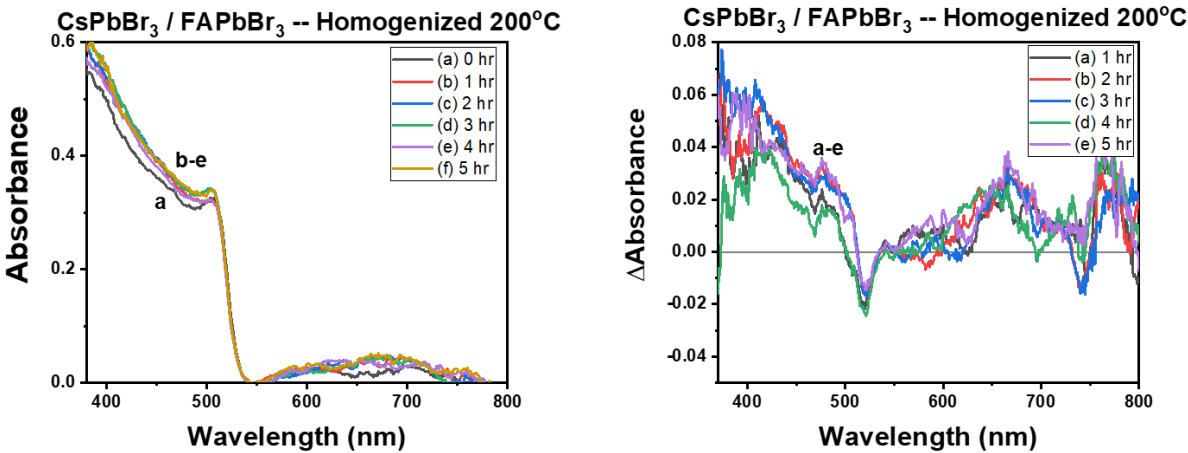 CsPbBr₃ / FAPbBr₃ -- Homogenized 200°C
Absorbance
0.6
0.4
0.2
0.0
(a) 0 hr
(b) 1 hr
(c) 2 hr
(d) 3 hr
(e) 4 hr
(f) 5 hr
b-e
a
400 500 600 700 800
Wavelength (nm)
CsPbBr₃ / FAPbBr₃ -- Homogenized 200°C
ΔAbsorbance
0.08
0.06
0.04
0.02
0.00
-0.02
-0.04
(a) 1 hr
(b) 2 hr
(c) 3 hr
(d) 4 hr
(e) 5 hr
a-e
400 500 600 700 800
Wavelength (nm)